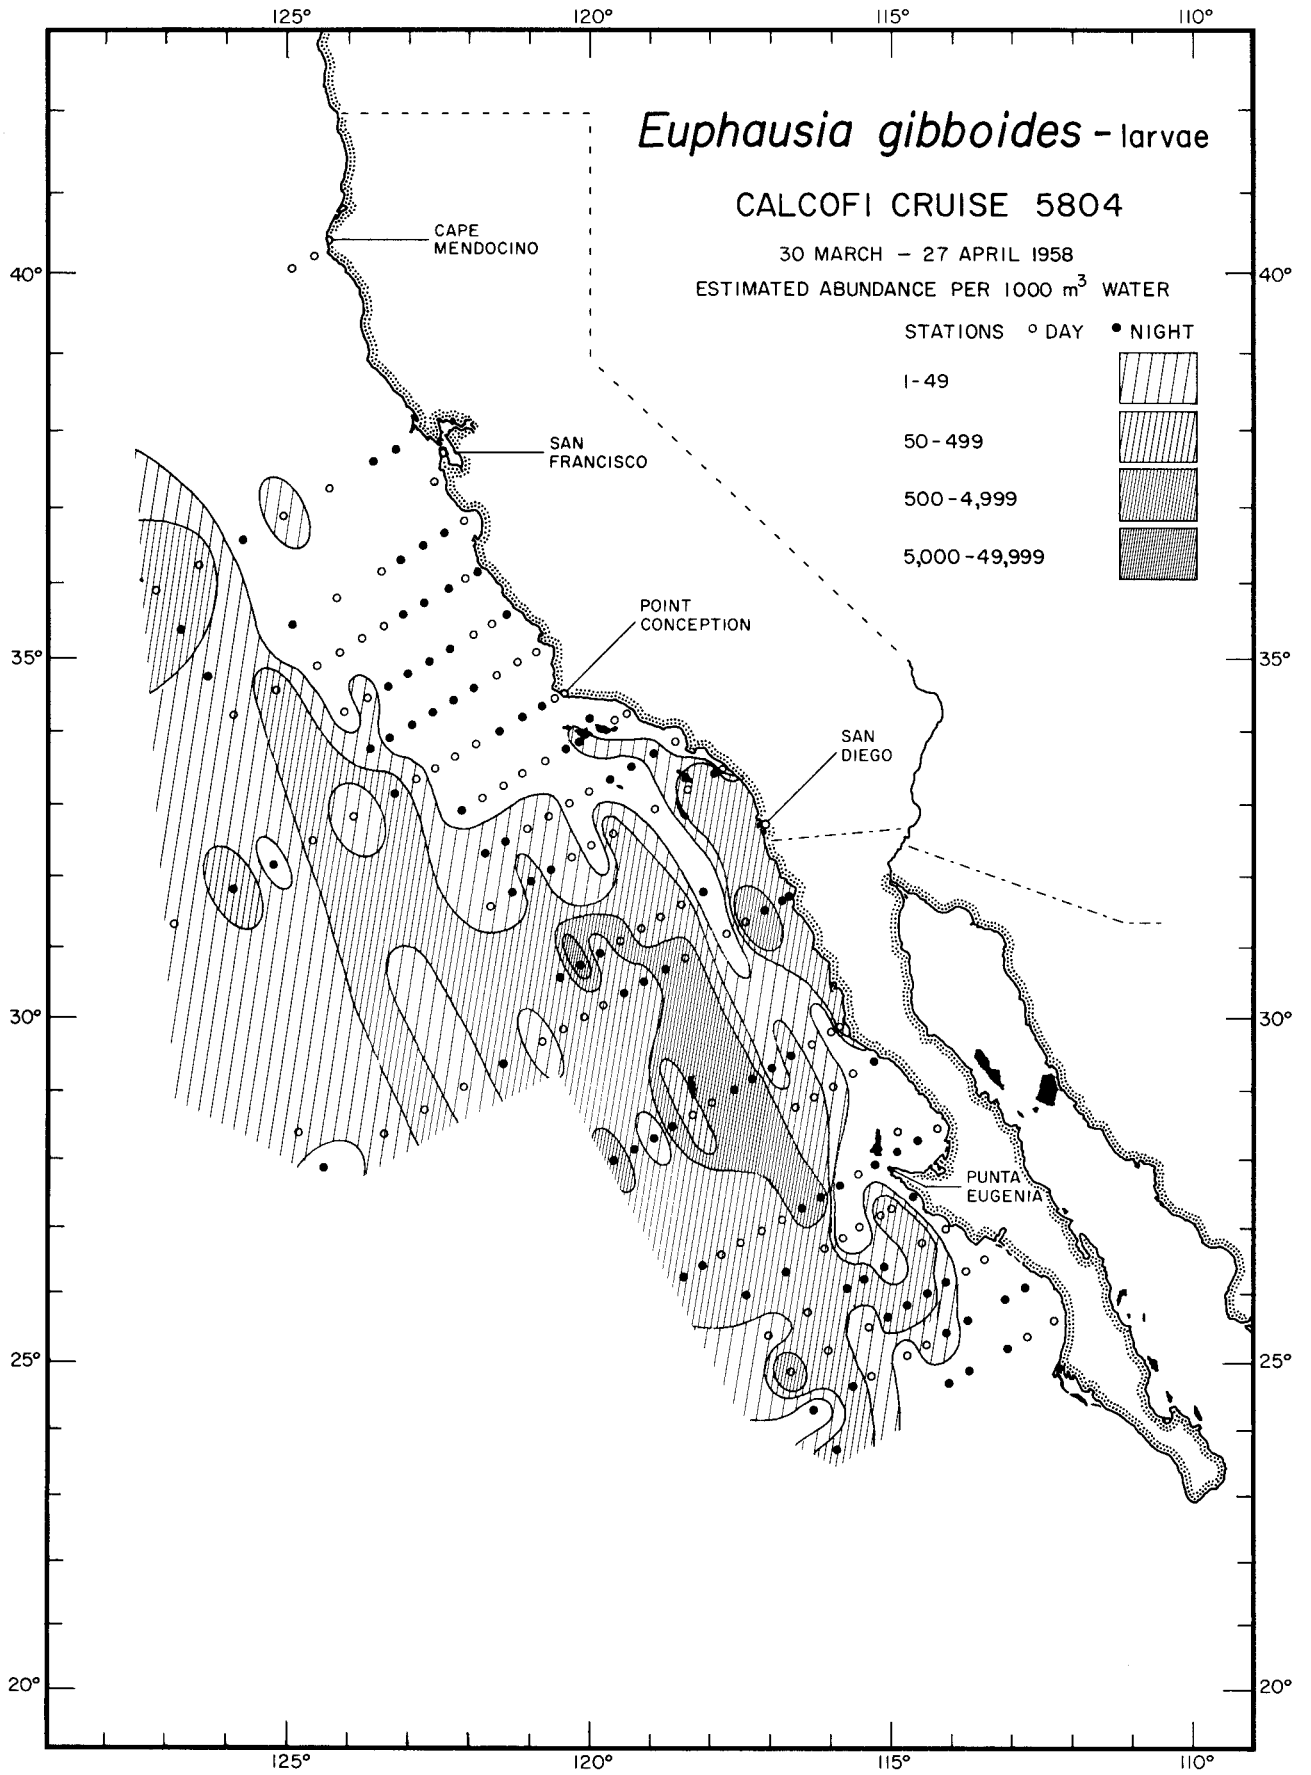 125° 120° 115° 110°
Euphausia gibboides - larvae
CALCOFI CRUISE 5804
30 MARCH - 27 APRIL 1958
ESTIMATED ABUNDANCE PER 1000 m³ WATER
STATIONS ○ DAY ● NIGHT
1-49
50-499
500-4,999
5,000-49,999
CAPE
MENDOCINO
40° 40°
SAN
FRANCISCO
POINT
CONCEPTION
35° 35°
SAN
DIEGO
30° 30°
PUNTA
EUGENIA
25° 25°
20° 20°
125° 120° 115° 110°